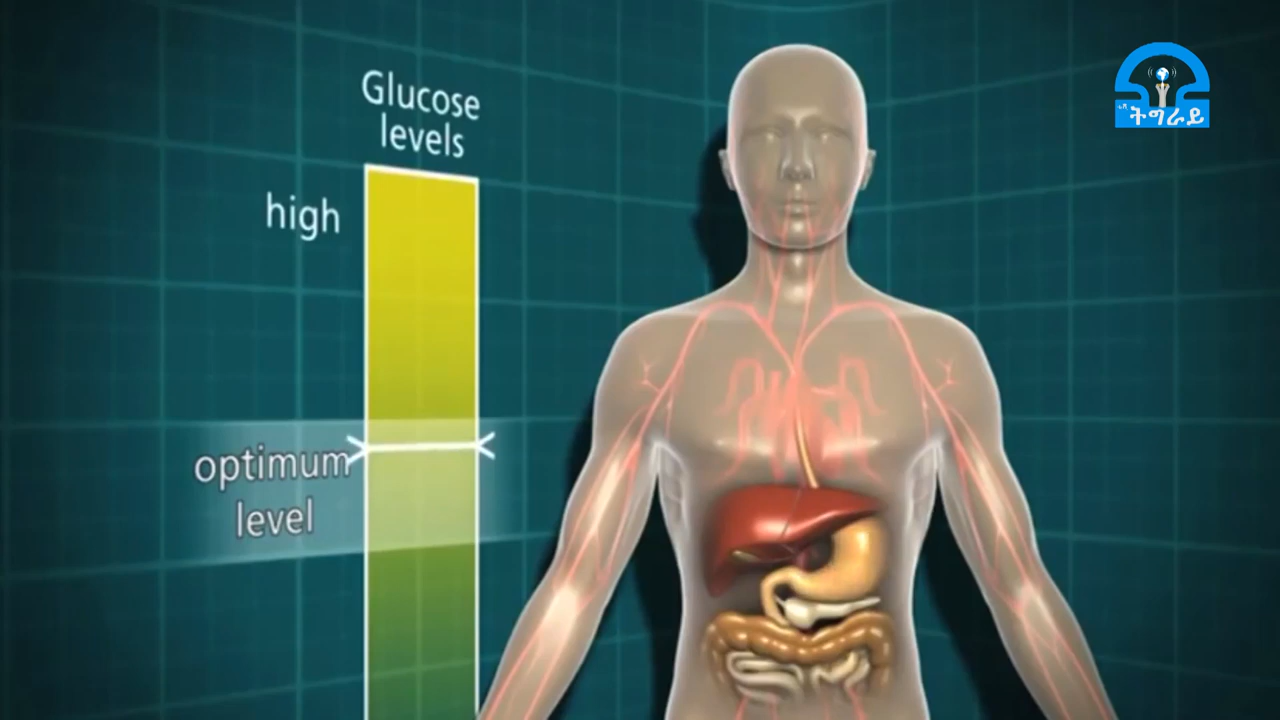 Glucose
levels
high
optimum
level
ትግራይ